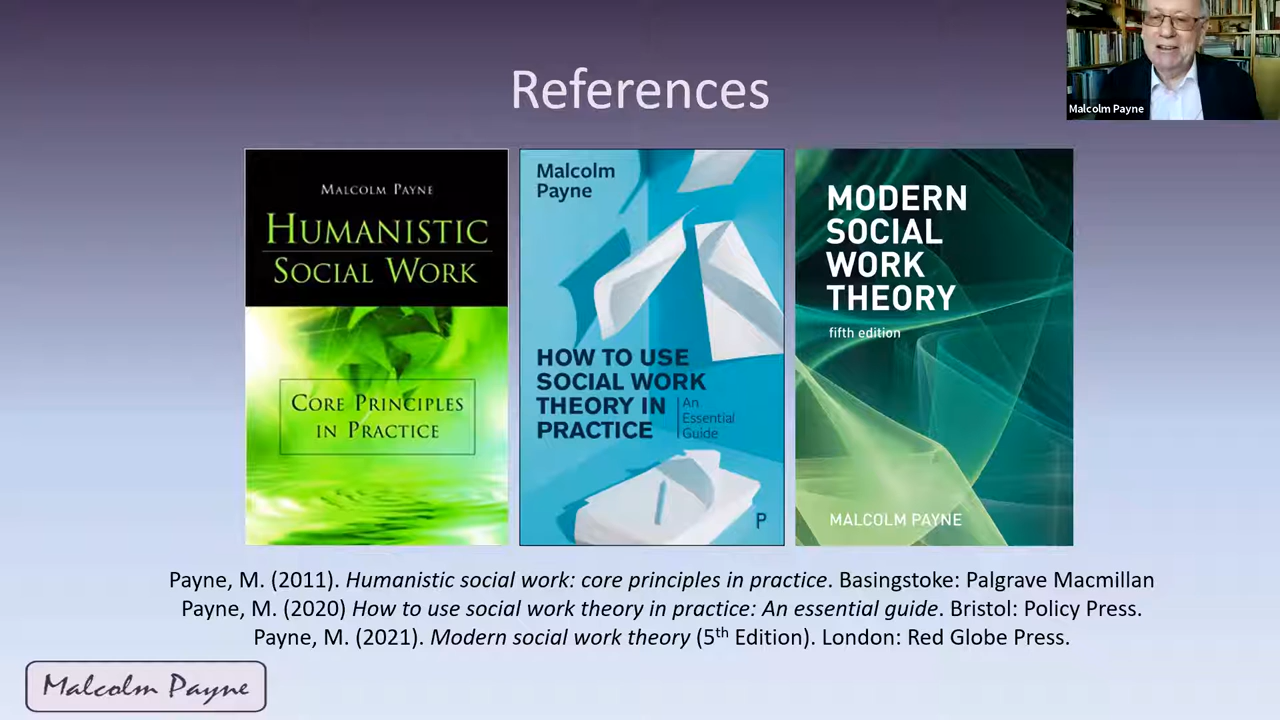 References
Malcolm Payne
MALCOLM PAYNE
HUMANISTIC
SOCIAL WORK
CORE PRINCIPLES
IN PRACTICE
Malcolm
Payne
HOW TO USE
SOCIAL WORK
THEORY IN
PRACTICE
An
Essential
Guide
P
MODERN
SOCIAL
WORK
THEORY
fifth edition
MALCOLM PAYNE
Payne, M. (2011). Humanistic social work: core principles in practice. Basingstoke: Palgrave Macmillan
Payne, M. (2020) How to use social work theory in practice: An essential guide. Bristol: Policy Press.
Payne, M. (2021). Modern social work theory (5th Edition). London: Red Globe Press.
Malcolm Payne